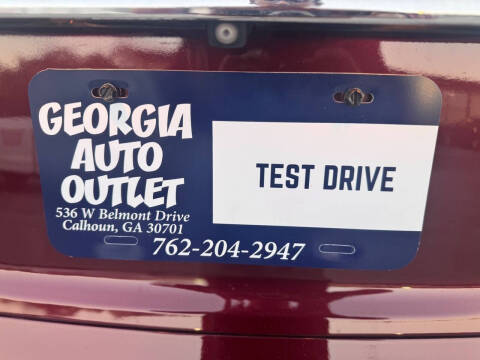 GEORGIA
AUTO
OUTLET
536 W Belmont Drive
Calhoun, GA 30701
762-204-2947
TEST DRIVE